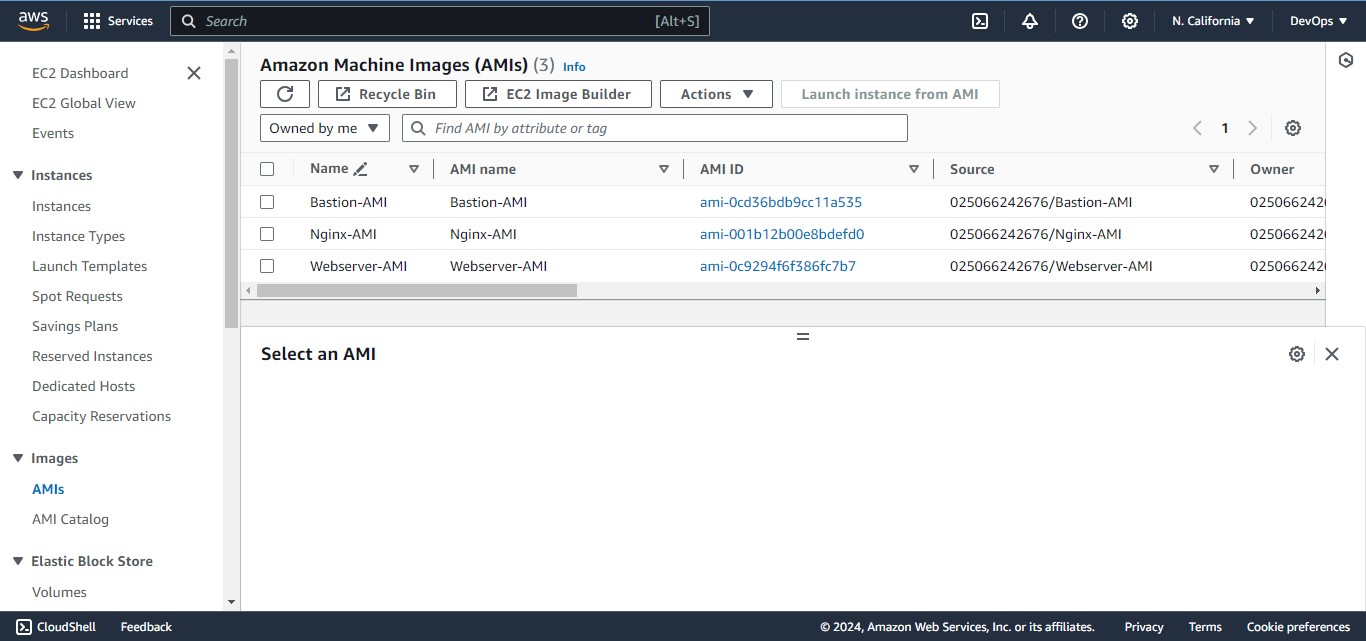 aws Services Search [Alt+S] N. California DevOps
EC2 Dashboard
EC2 Global View
Events
Instances
Instances
Instance Types
Launch Templates
Spot Requests
Savings Plans
Reserved Instances
Dedicated Hosts
Capacity Reservations
Images
AMIs
AMI Catalog
Elastic Block Store
Volumes
Amazon Machine Images (AMIs) (3) Info
Recycle Bin EC2 Image Builder Actions Launch instance from AMI
Owned by me Find AMI by attribute or tag 1
Name AMI name AMI ID Source Owner
Bastion-AMI Bastion-AMI ami-0cd36bdb9cc11a535 025066242676/Bastion-AMI 025066242
Nginx-AMI Nginx-AMI ami-001b12b00e8bdefd0 025066242676/Nginx-AMI 025066242
Webserver-AMI Webserver-AMI ami-0c9294f6f386fc7b7 025066242676/Webserver-AMI 025066242
Select an AMI
CloudShell Feedback © 2024, Amazon Web Services, Inc. or its affiliates. Privacy Terms Cookie preferences